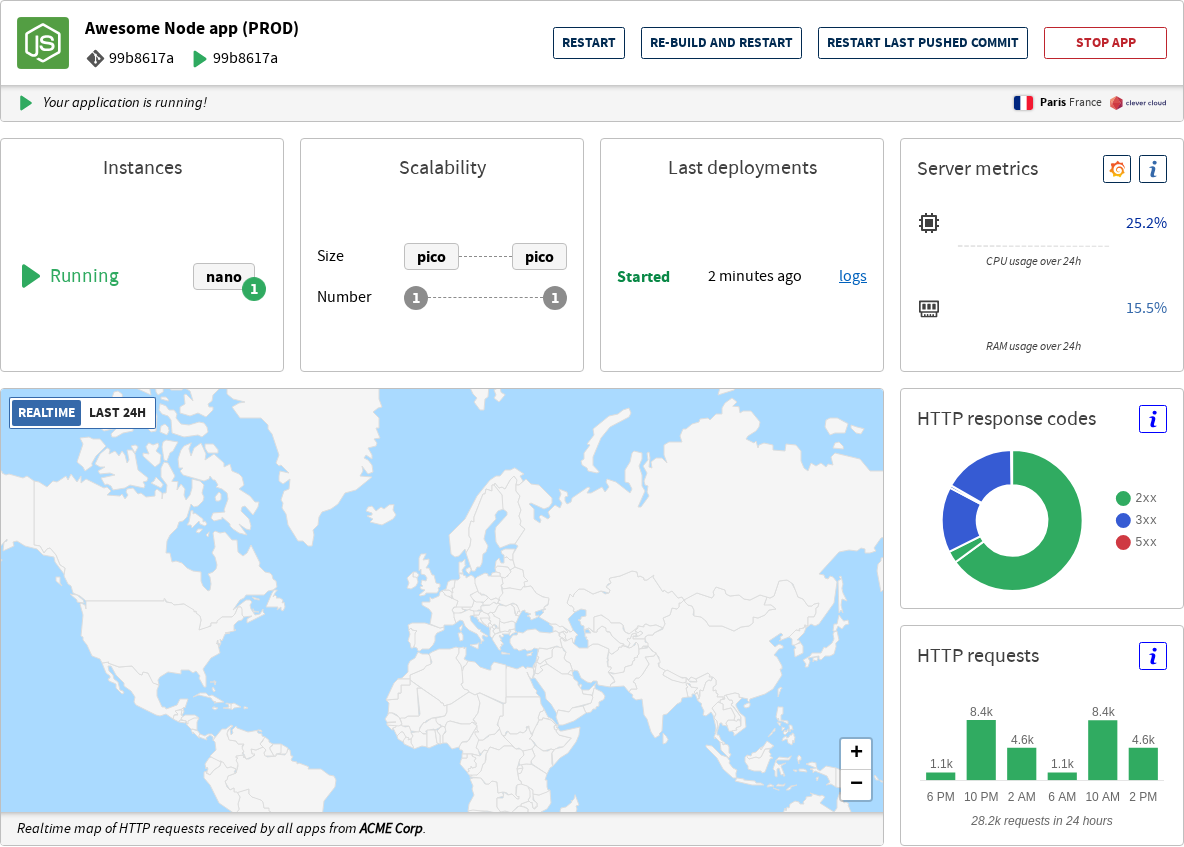 Awesome Node app (PROD)
99b8617a 99b8617a
RESTART RE-BUILD AND RESTART RESTART LAST PUSHED COMMIT STOP APP
Your application is running!
Paris France clever cloud
Instances
Running nano 1
Scalability
Size pico pico
Number 1 1
Last deployments
Started 2 minutes ago logs
Server metrics i
25.2%
CPU usage over 24h
15.5%
RAM usage over 24h
REALTIME LAST 24H
+
−
Realtime map of HTTP requests received by all apps from ACME Corp.
HTTP response codes i
2xx
3xx
5xx
HTTP requests i
1.1k 8.4k 4.6k 1.1k 8.4k 4.6k
6 PM 10 PM 2 AM 6 AM 10 AM 2 PM
28.2k requests in 24 hours